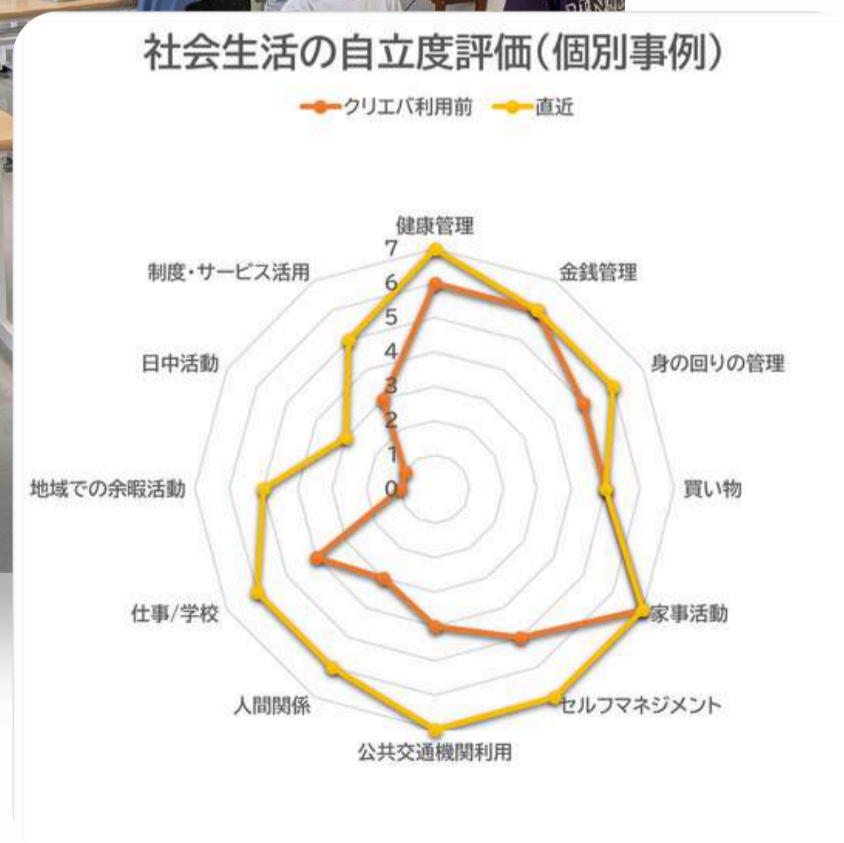 社会生活の自立度評価(個別事例)
クリエバ利用前 直近
健康管理
金銭管理
身の回りの管理
買い物
家事活動
セルフマネジメント
公共交通機関利用
人間関係
仕事/学校
地域での余暇活動
日中活動
制度・サービス活用
7
6
5
4
3
2
1
0